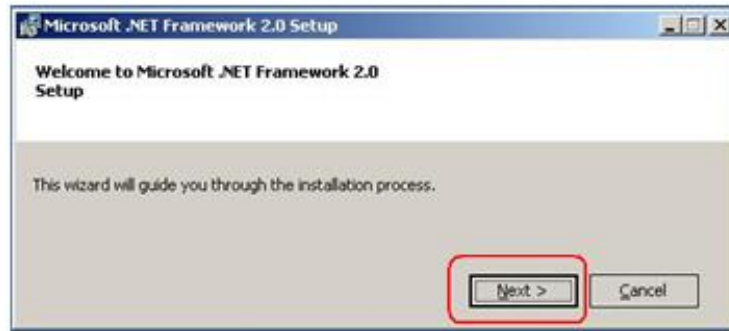 Microsoft .NET Framework 2.0 Setup
Welcome to Microsoft .NET Framework 2.0
Setup
This wizard will guide you through the installation process.
Next >
Cancel